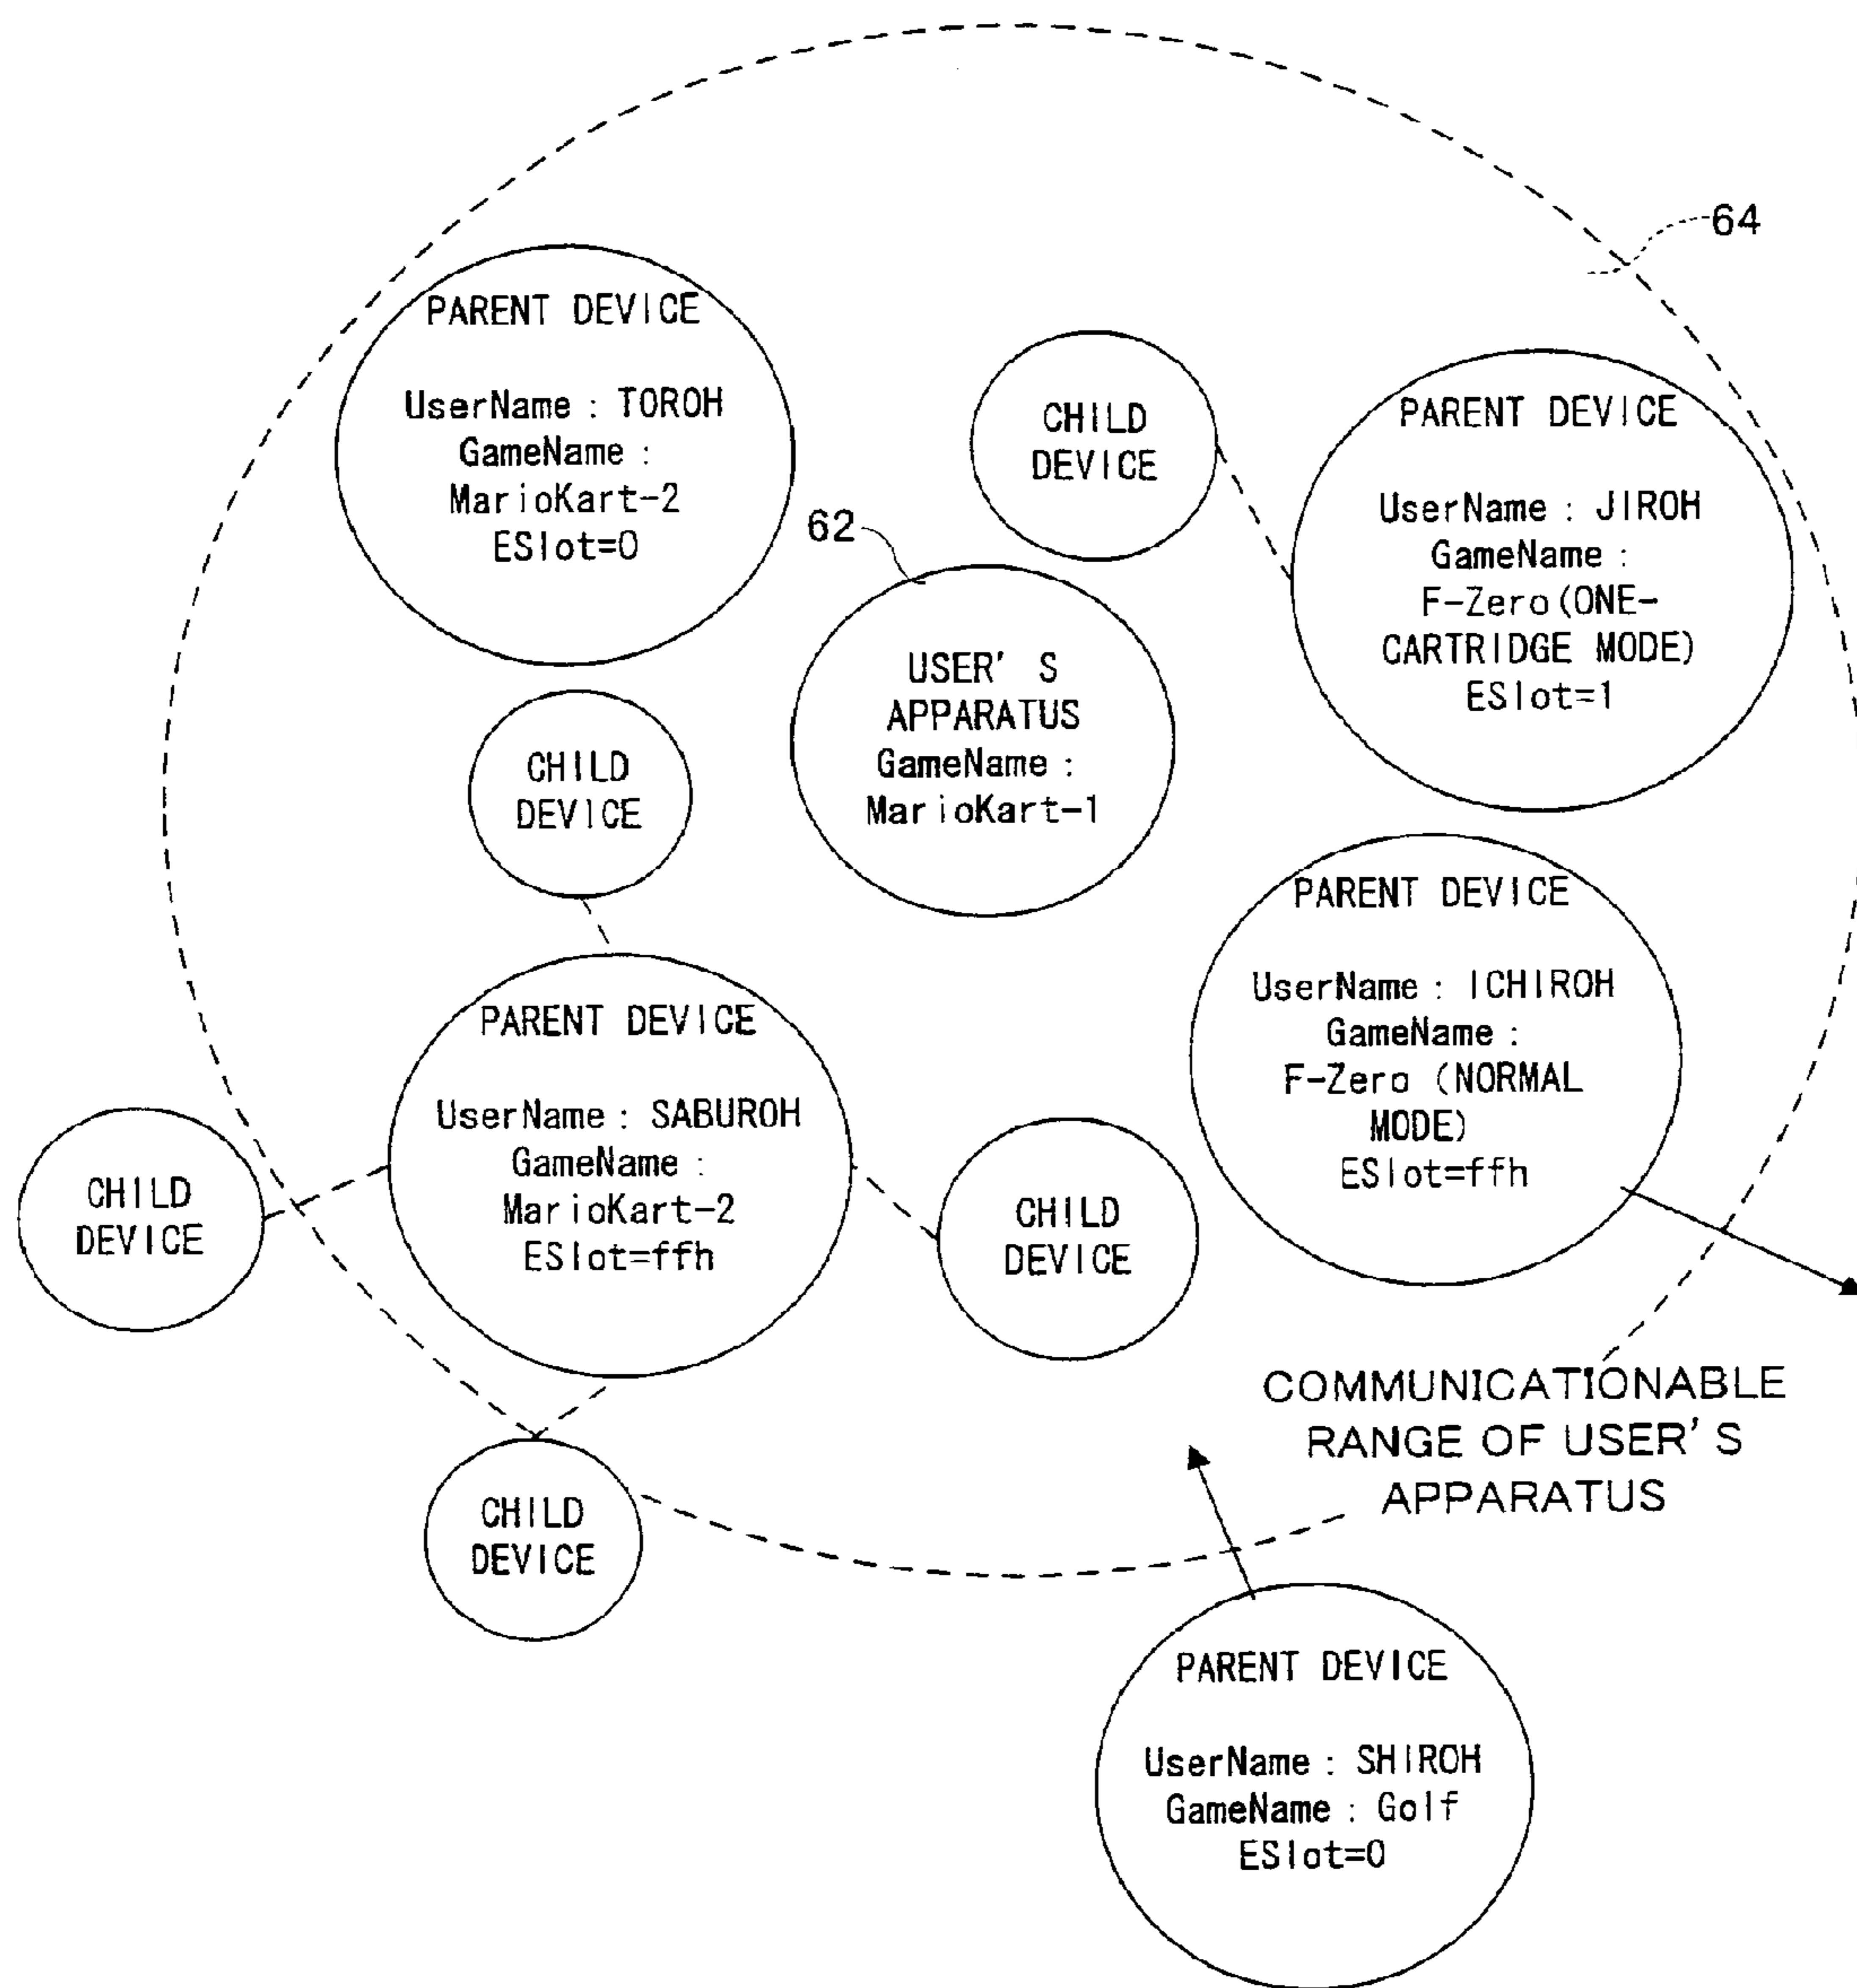 64
PARENT DEVICE
UserName : TOROH
GameName :
MarioKart-2
ESlot=0
CHILD
DEVICE
PARENT DEVICE
UserName : JIROH
GameName :
F-Zero(ONE-
CARTRIDGE MODE)
ESlot=1
62
USER'S
APPARATUS
GameName :
MarioKart-1
CHILD
DEVICE
PARENT DEVICE
UserName : ICHIROH
GameName :
F-Zero (NORMAL
MODE)
ESlot=ffh
PARENT DEVICE
UserName : SABUROH
GameName :
MarioKart-2
ESlot=ffh
CHILD
DEVICE
CHILD
DEVICE
COMMUNICATIONABLE
RANGE OF USER'S
APPARATUS
CHILD
DEVICE
PARENT DEVICE
UserName : SHIROH
GameName : Golf
ESlot=0